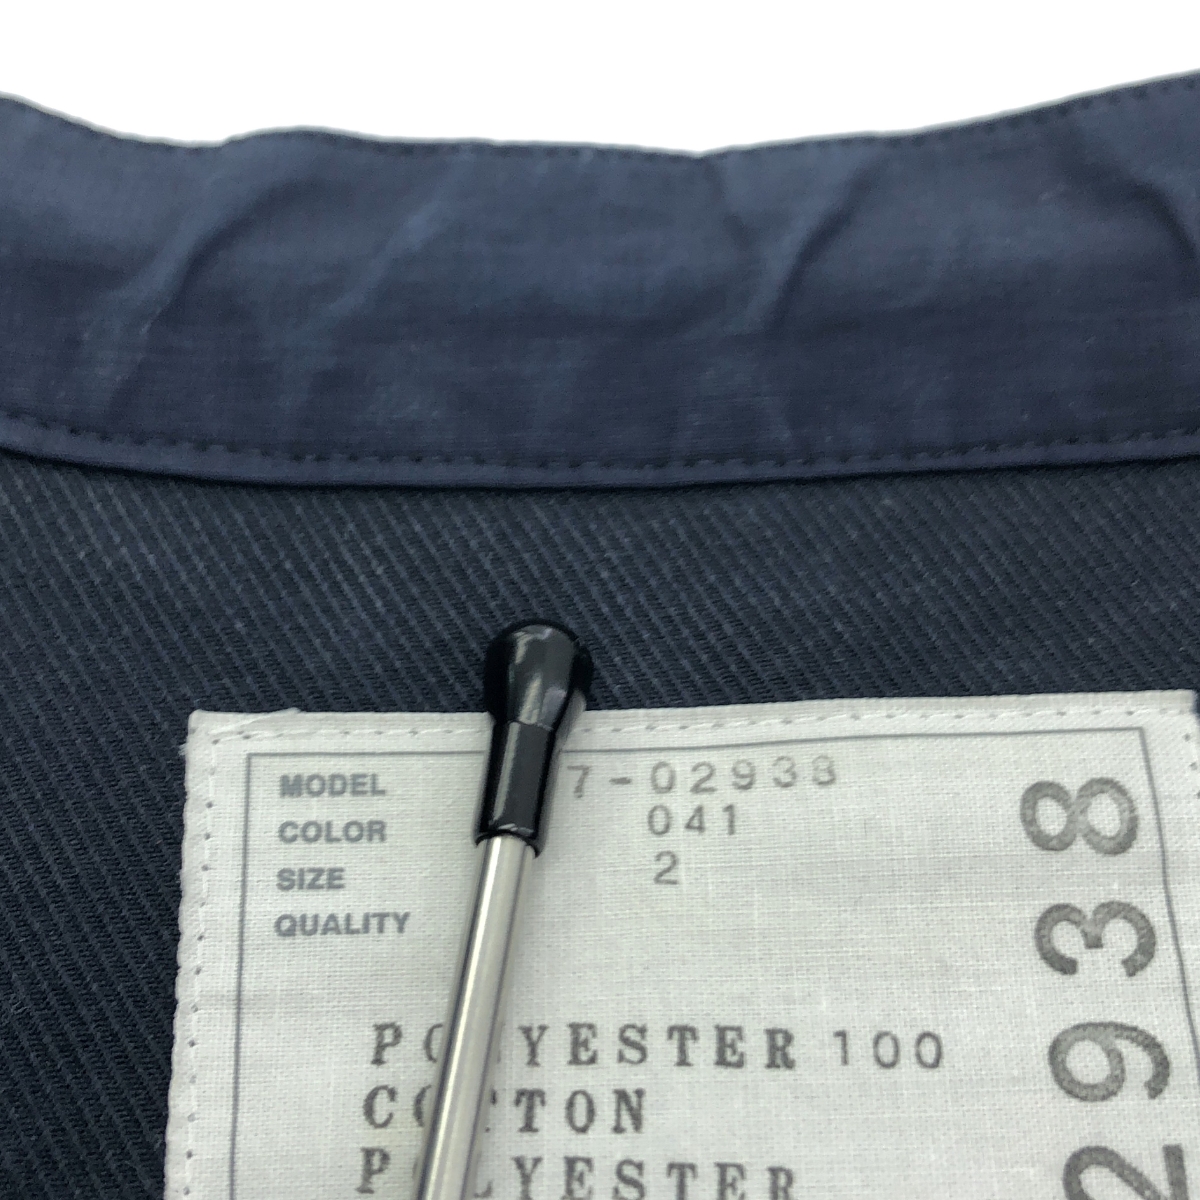 MODEL 7-02938
COLOR 041
SIZE 2
QUALITY
POLYESTER 100
COTTON
POLYESTER
2938